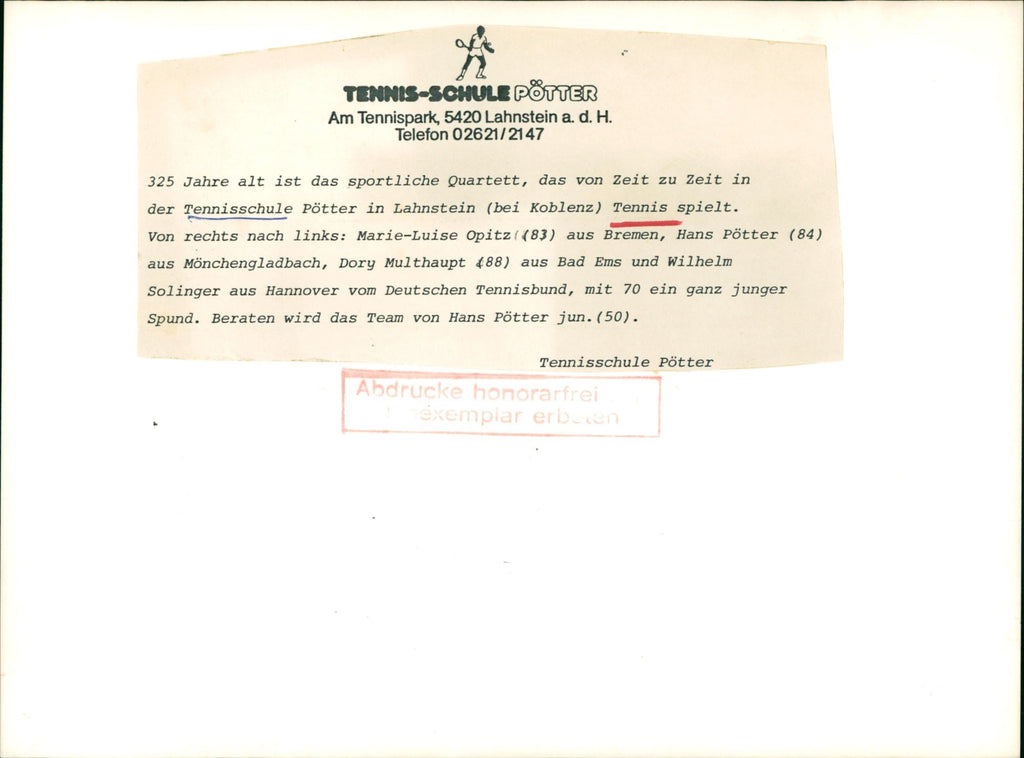 TENNIS-SCHULE PÖTTER
Am Tennispark, 5420 Lahnstein a. d. H.
Telefon 02621/2147
325 Jahre alt ist das sportliche Quartett, das von Zeit zu Zeit in
der Tennisschule Pötter in Lahnstein (bei Koblenz) Tennis spielt.
Von rechts nach links: Marie-Luise Opitz (83) aus Bremen, Hans Pötter (84)
aus Mönchengladbach, Dory Multhaupt (88) aus Bad Ems und Wilhelm
Solinger aus Hannover vom Deutschen Tennisbund, mit 70 ein ganz junger
Spund. Beraten wird das Team von Hans Pötter jun.(50).
Tennisschule Pötter
Abdrucke honorarfrei
erbeten